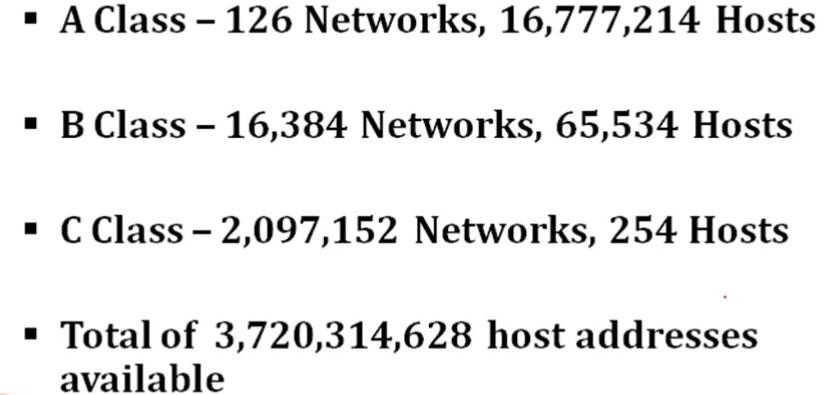 ▪ A Class – 126 Networks, 16,777,214 Hosts
▪ B Class – 16,384 Networks, 65,534 Hosts
▪ C Class – 2,097,152 Networks, 254 Hosts
▪ Total of 3,720,314,628 host addresses
available